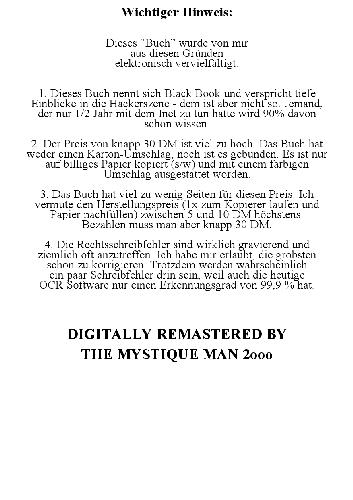 Wichtiger Hinweis:
Dieses "Buch" wurde von mir
aus diesen Gründen
elektronisch vervielfältigt.
1. Dieses Buch nennt sich Black Book und verspricht tiefe
Einblicke in die Hackerszene - dem ist aber nicht so. Jemand,
der nur 1/2 Jahr mit dem Inet zu tun hatte wird 90% davon
schon wissen
2. Der Preis von knapp 30 DM ist viel zu hoch. Das Buch hat
weder einen Karton-Umschlag, noch ist es gebunden. Es ist nur
auf billiges Papier kopiert (s/w) und mit einem farbigen
Umschlag ausgestattet worden.
3. Das Buch hat viel zu wenig Seiten für diesen Preis. Ich
vermute den Herstellungspreis (1x zum Kopierer laufen und
Papier nachfüllen) zwischen 5 und 10 DM höchstens.
Bezahlen muss man aber knapp 30 DM.
4. Die Rechtsschreibfehler sind wirklich gravierend und
ziemlich oft anzutreffen. Ich habe mir erlaubt, die gröbsten
schon zu korrigieren. Trotzdem werden wahrscheinlich
ein paar Schreibfehler drin sein, weil auch die heutige
OCR Software nur einen Erkennungsgrad von 99,9 % hat.
DIGITALLY REMASTERED BY
THE MYSTIQUE MAN 2000